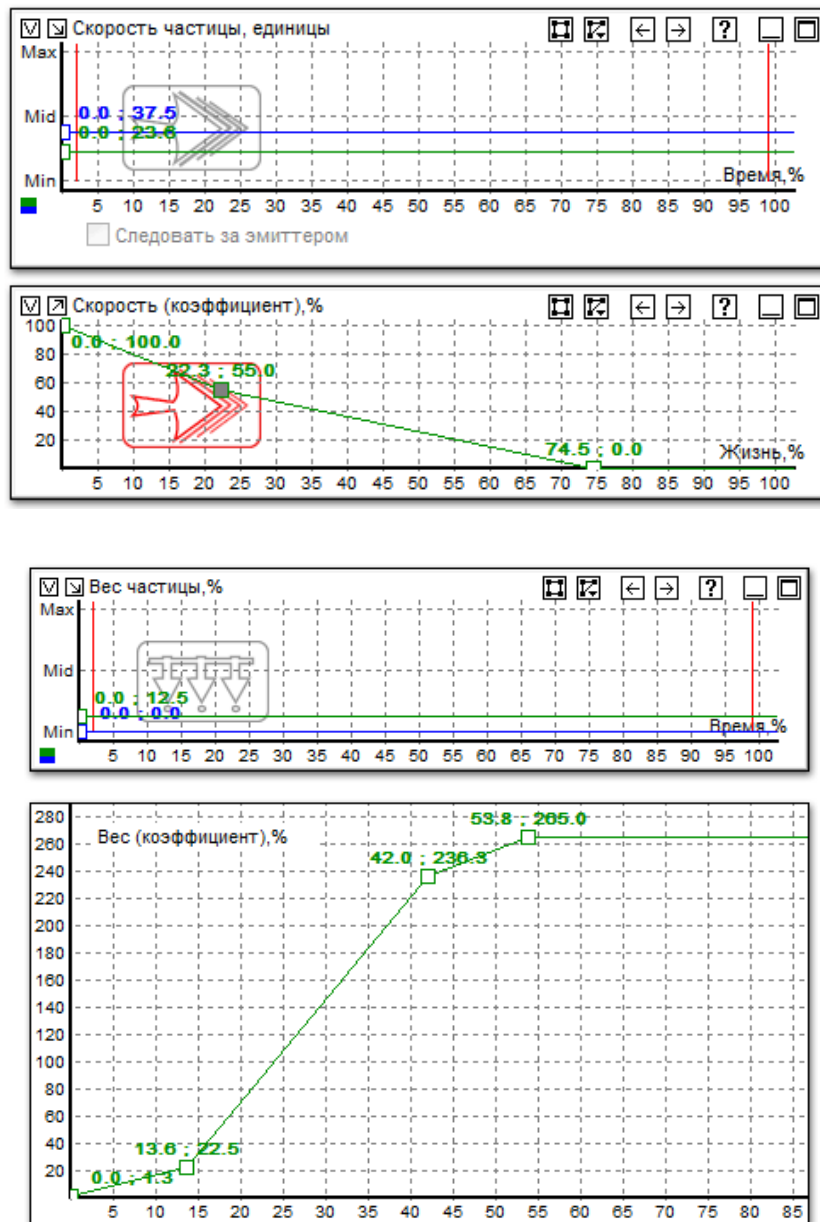 Скорость частицы, единицы
?
Max
0.0 ; 37.5
Mid
0.0 ; 23.6
Min
Время,%
5 10 15 20 25 30 35 40 45 50 55 60 65 70 75 80 85 90 95 100
Следовать за эмиттером
Скорость (коэффициент),%
?
100
0.0 ; 100.0
80
22.3 ; 55.0
60
40
20
74.5 ; 0.0
Жизнь,%
5 10 15 20 25 30 35 40 45 50 55 60 65 70 75 80 85 90 95 100
Вес частицы,%
?
Max
Mid
0.0 ; 12.5
0.0 ; 0.0
Min
Время,%
5 10 15 20 25 30 35 40 45 50 55 60 65 70 75 80 85 90 95 100
280
53.8 ; 265.0
Вес (коэффициент),%
260
42.0 ; 236.3
240
220
200
180
160
140
120
100
80
60
40
13.6 ; 22.5
20
0.0 ; 1.3
5 10 15 20 25 30 35 40 45 50 55 60 65 70 75 80 85